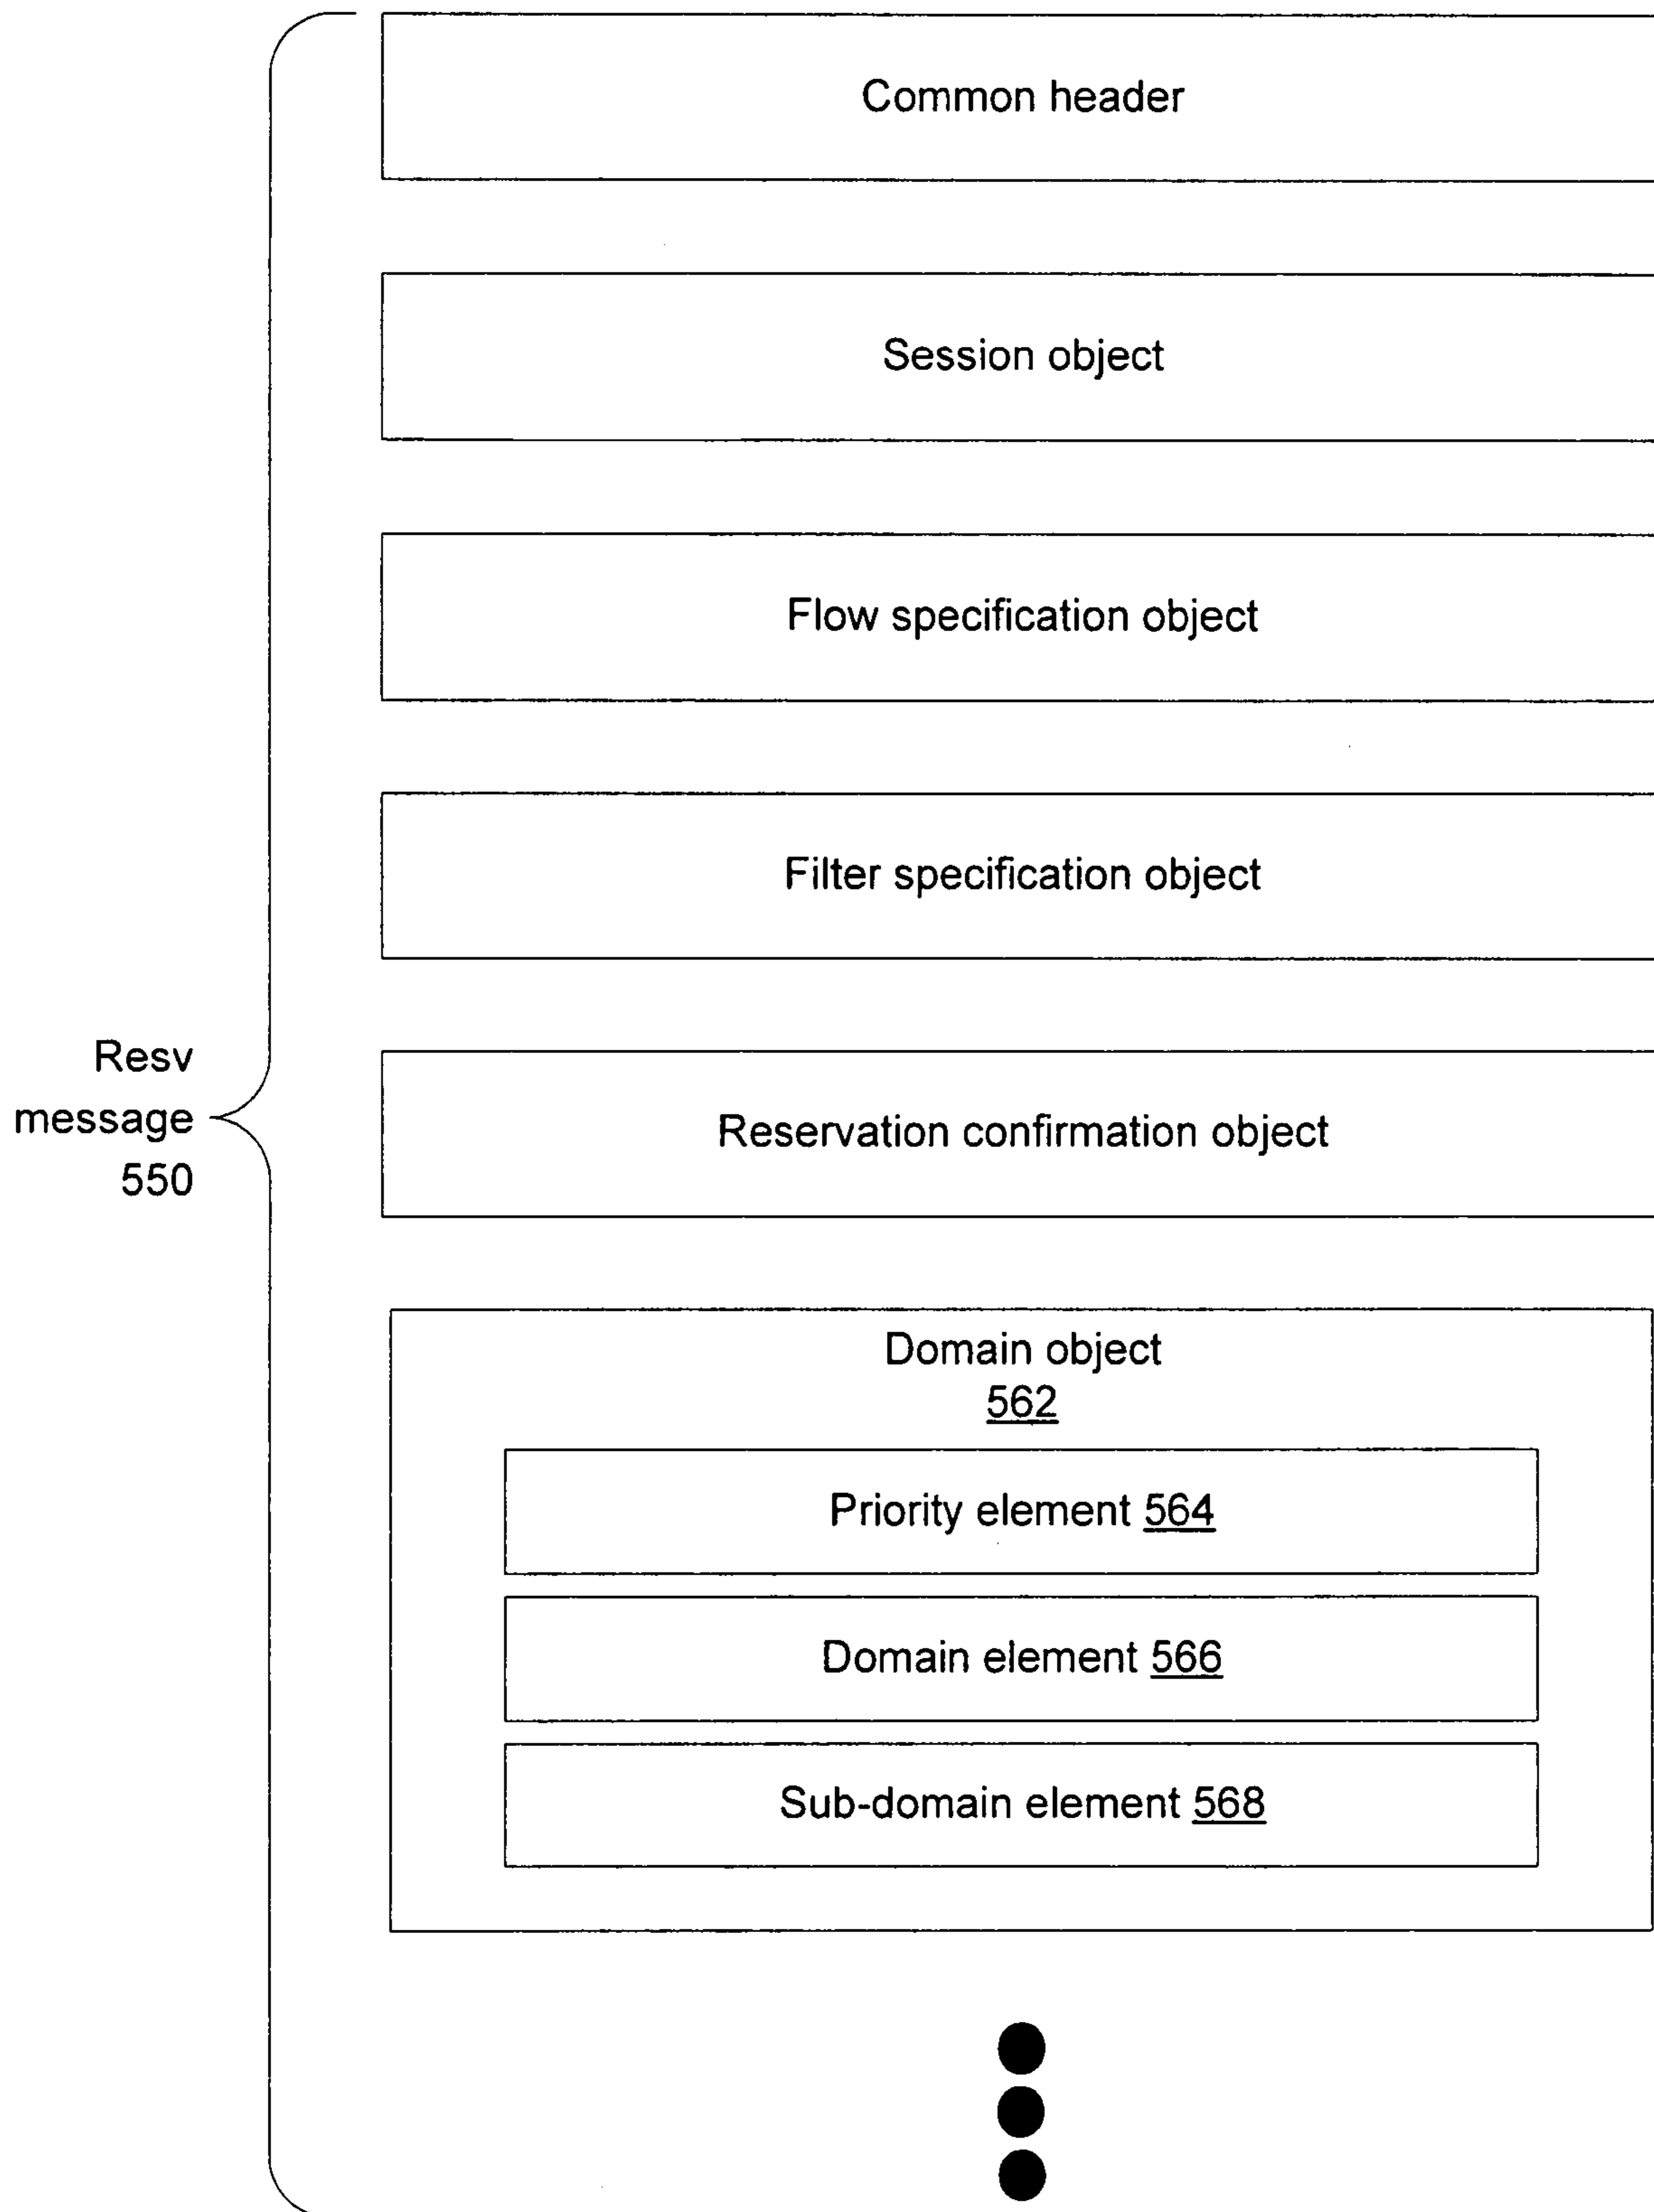 Common header
Session object
Flow specification object
Filter specification object
Resv
message
550
Reservation confirmation object
Domain object
562
Priority element 564
Domain element 566
Sub-domain element 568